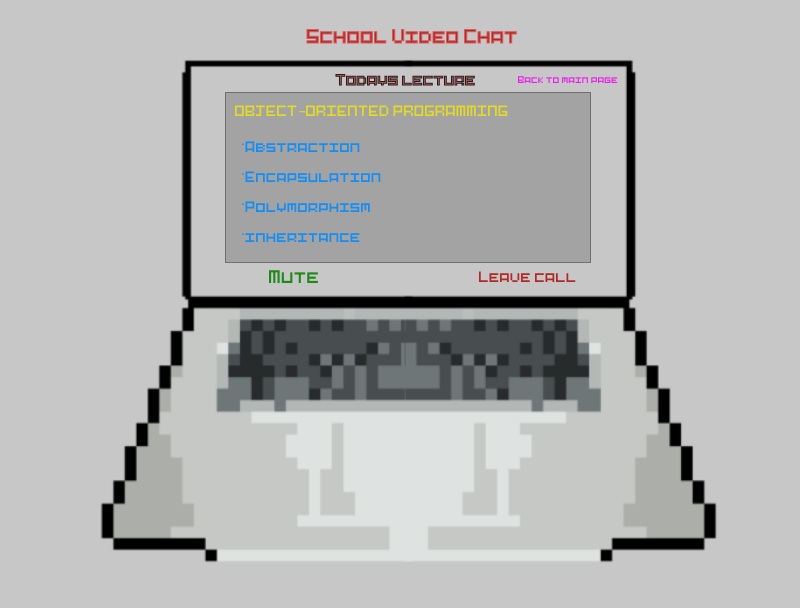 School Video Chat
Todays lecture
Back to main page
Object-Oriented Programming
*Abstraction
*Encapsulation
*Polymorphism
*Inheritance
Mute
Leave call